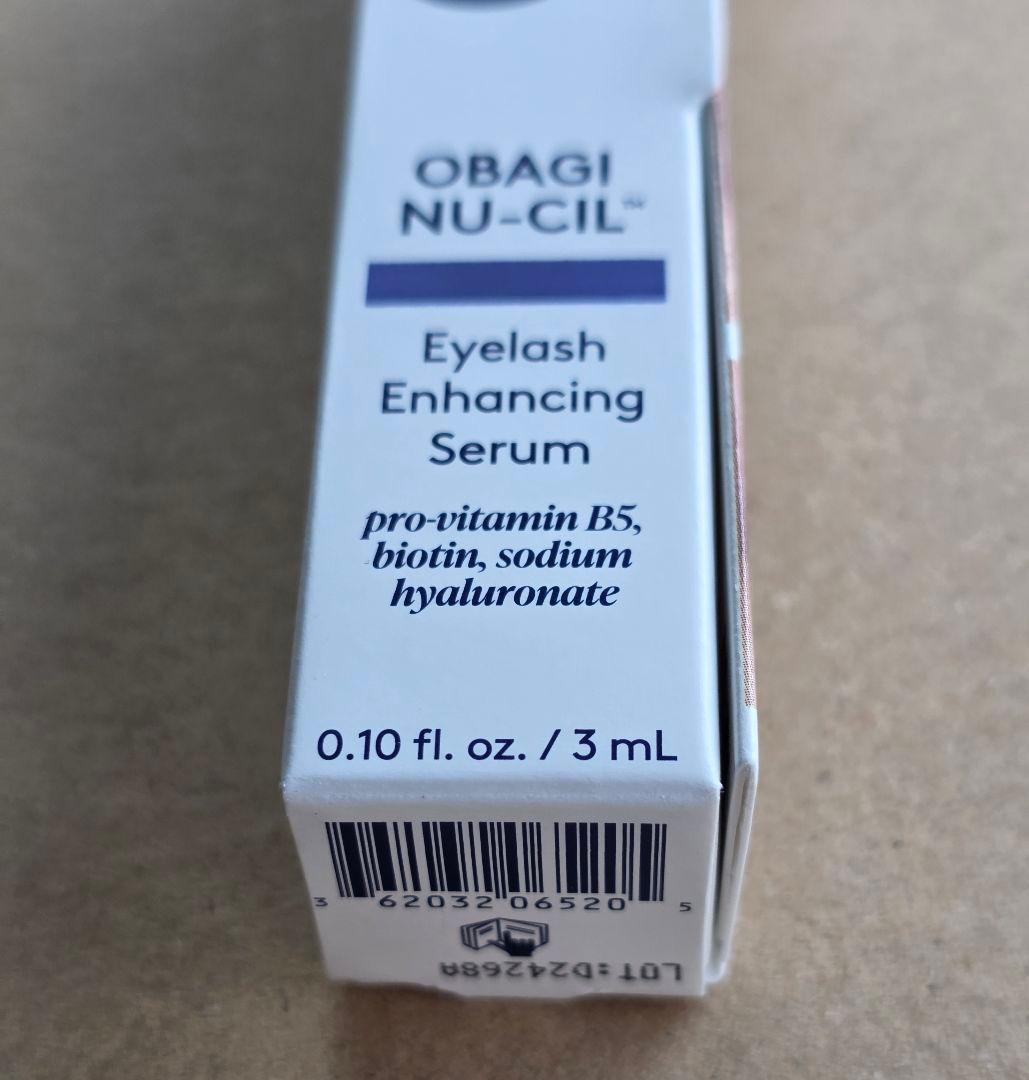 OBAGI
NU-CIL™
Eyelash
Enhancing
Serum
pro-vitamin B5,
biotin, sodium
hyaluronate
0.10 fl. oz. / 3 mL
3 62032 06520 5
LOT:D24268A